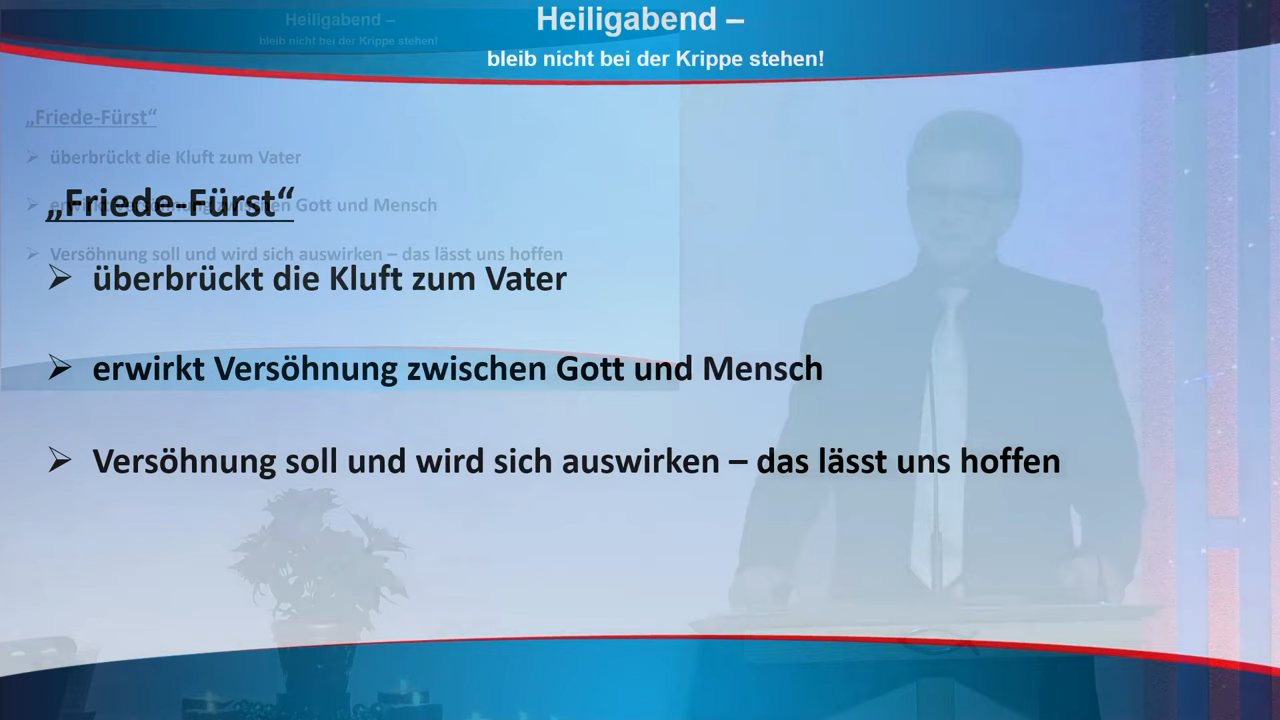 Heiligabend –
bleib nicht bei der Krippe stehen!
„Friede-Fürst“
➢ überbrückt die Kluft zum Vater
➢ erwirkt Versöhnung zwischen Gott und Mensch
➢ Versöhnung soll und wird sich auswirken – das lässt uns hoffen
Heiligabend –
bleib nicht bei der Krippe stehen!
„Friede-Fürst“
➢ überbrückt die Kluft zum Vater
➢ Gott und Mensch
➢ Versöhnung soll und wird sich auswirken – das lässt uns hoffen